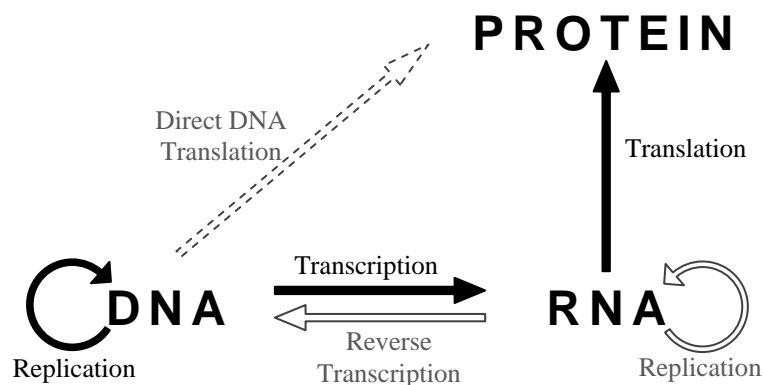 PROTEIN
Direct DNA
Translation
Translation
Transcription
DNA
RNA
Reverse
Transcription
Replication
Replication